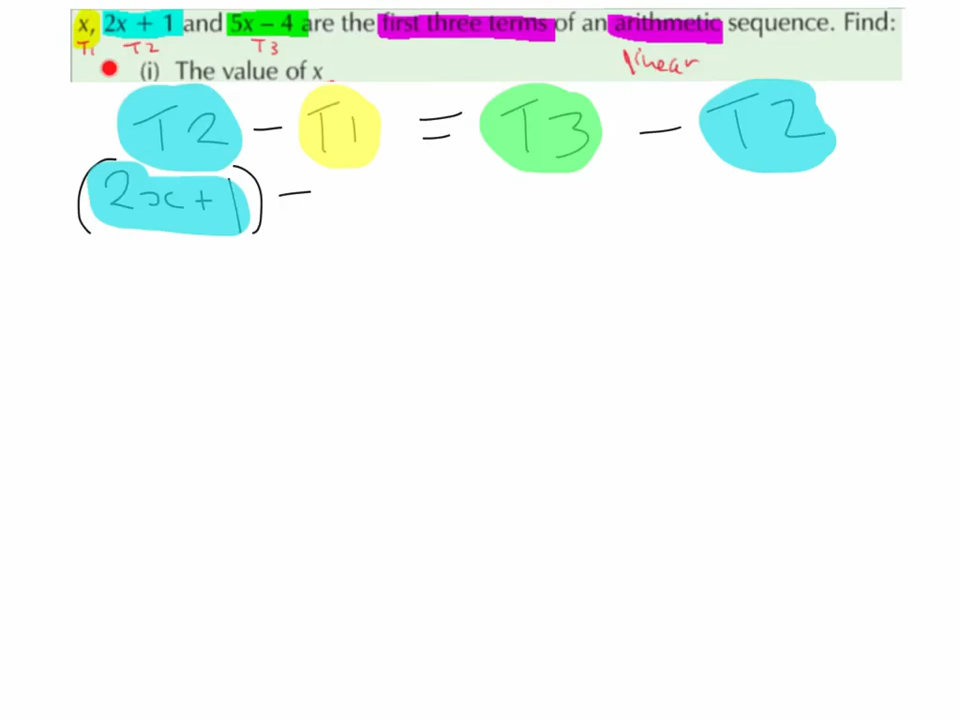 x, 2x + 1 and 5x – 4 are the first three terms of an arithmetic sequence. Find:
T1 T2 T3
linear
(i) The value of x
T2 - T1 = T3 - T2
(2x+1) -